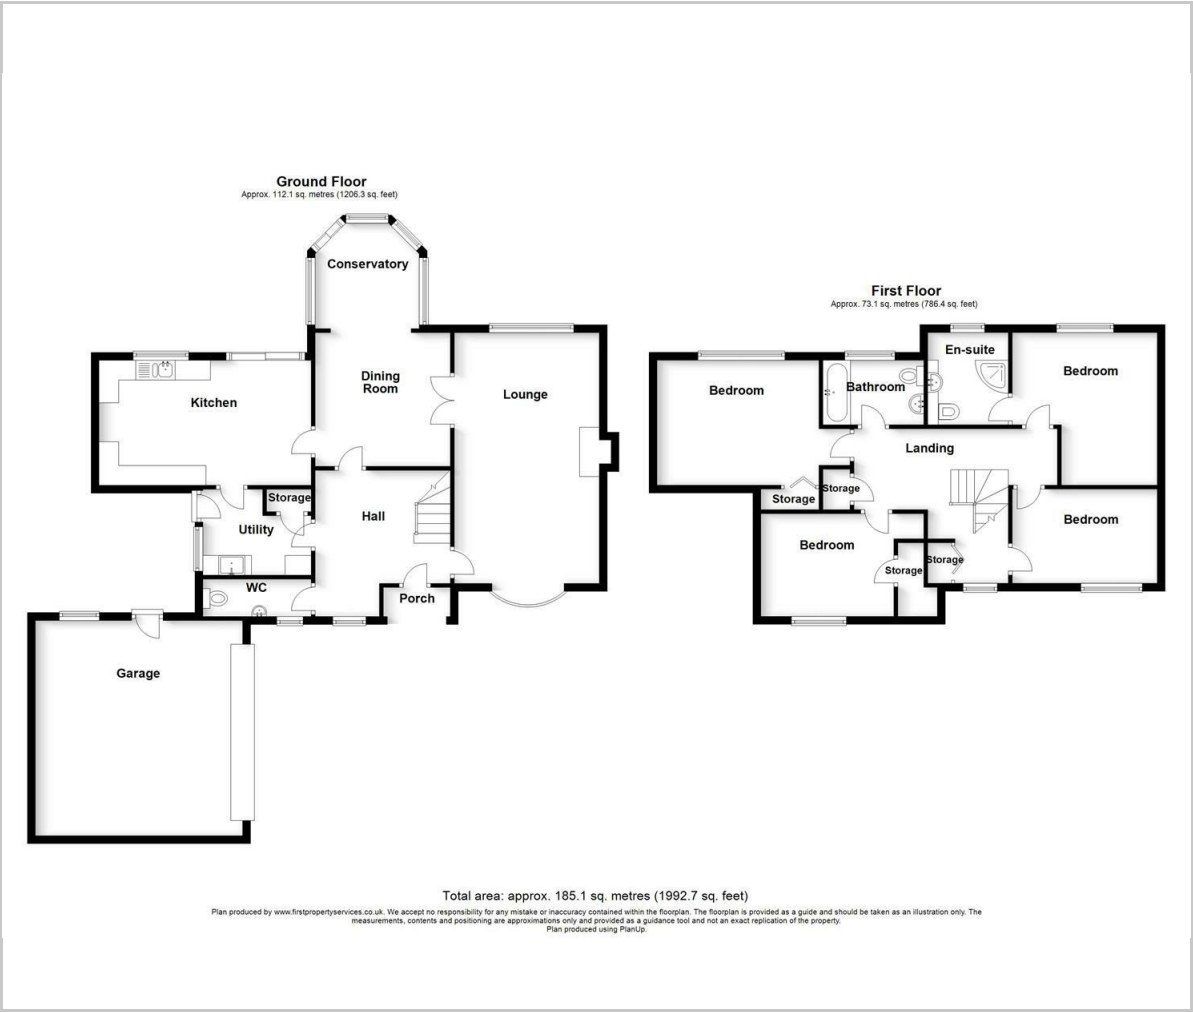 Ground Floor
Approx. 112.1 sq. metres (1206.3 sq. feet)
Conservatory
Dining
Room
Kitchen
Lounge
Storage
Hall
Utility
WC
Porch
Garage
First Floor
Approx. 73.1 sq. metres (786.4 sq. feet)
En-suite
Bedroom
Bathroom
Bedroom
Landing
Storage
Storage
Bedroom
Bedroom
Storage
Storage
Total area: approx. 185.1 sq. metres (1992.7 sq. feet)
Plan produced by www.firstpropertyservices.co.uk. We accept no responsibility for any mistake or inaccuracy contained within the floorplan. The floorplan is provided as a guide and should be taken as an illustration only. The
measurements, contents and positioning are approximations only and provided as a guidance tool and not an exact replication of the property.
Plan produced using PlanUp.